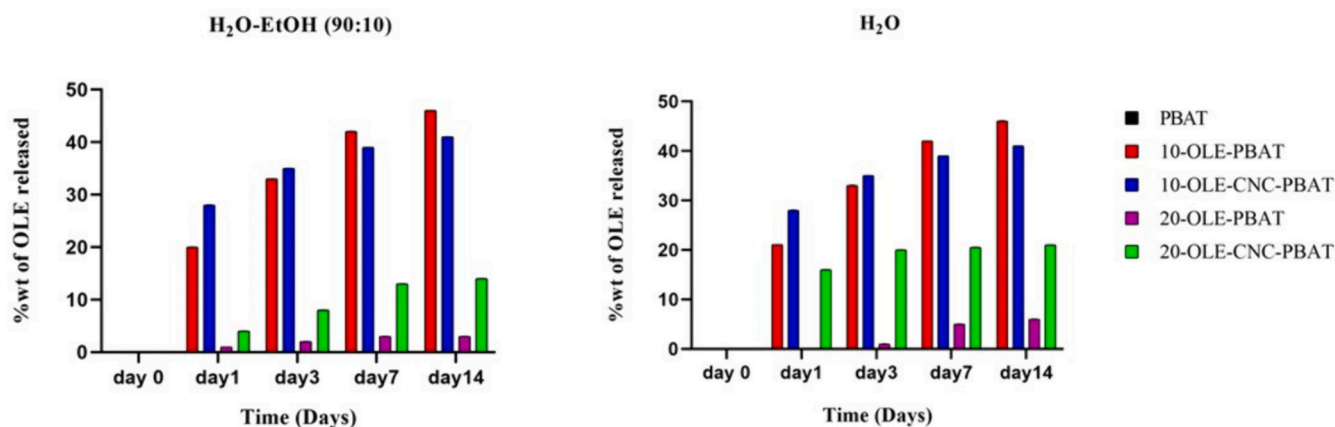 H₂O-EtOH (90:10)
%wt of OLE released
50
40
30
20
10
0
day 0 day1 day3 day7 day14
Time (Days)
H₂O
%wt of OLE released
50
40
30
20
10
0
day 0 day1 day3 day7 day14
Time (Days)
PBAT
10-OLE-PBAT
10-OLE-CNC-PBAT
20-OLE-PBAT
20-OLE-CNC-PBAT